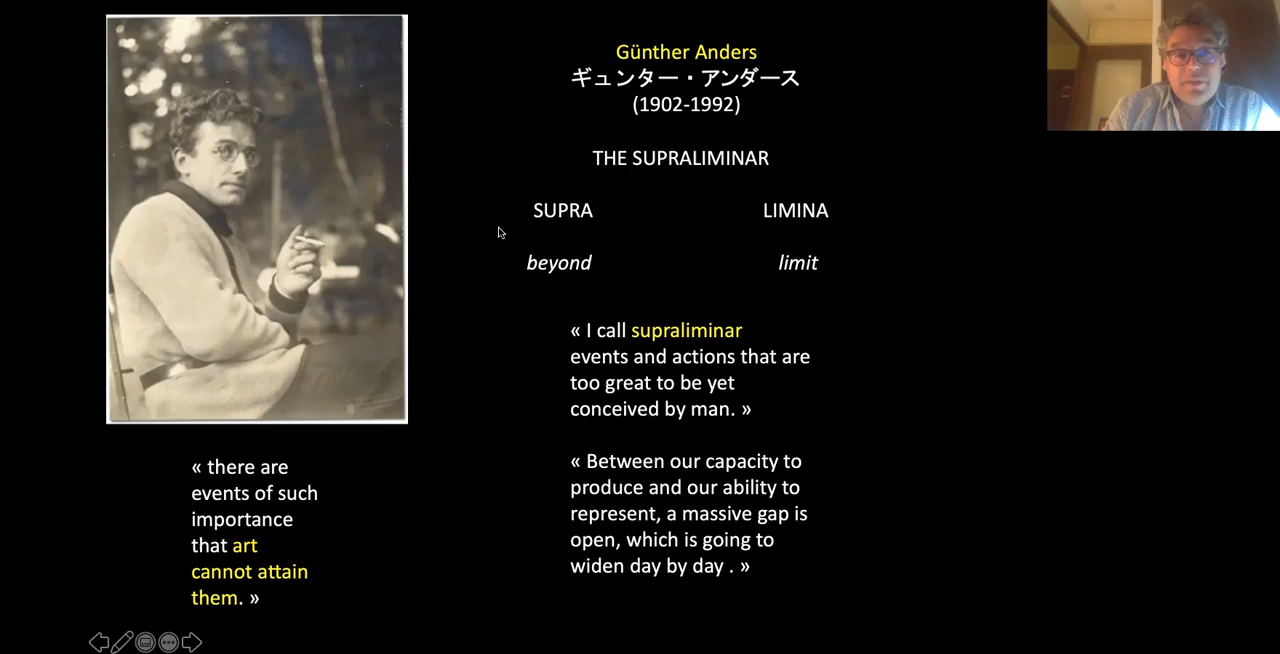 Günther Anders
ギュンター・アンダース
(1902-1992)
THE SUPRALIMINAR
SUPRA LIMINA
beyond limit
« I call supraliminar
events and actions that are
too great to be yet
conceived by man. »
« Between our capacity to
produce and our ability to
represent, a massive gap is
open, which is going to
widen day by day . »
« there are
events of such
importance
that art
cannot attain
them. »